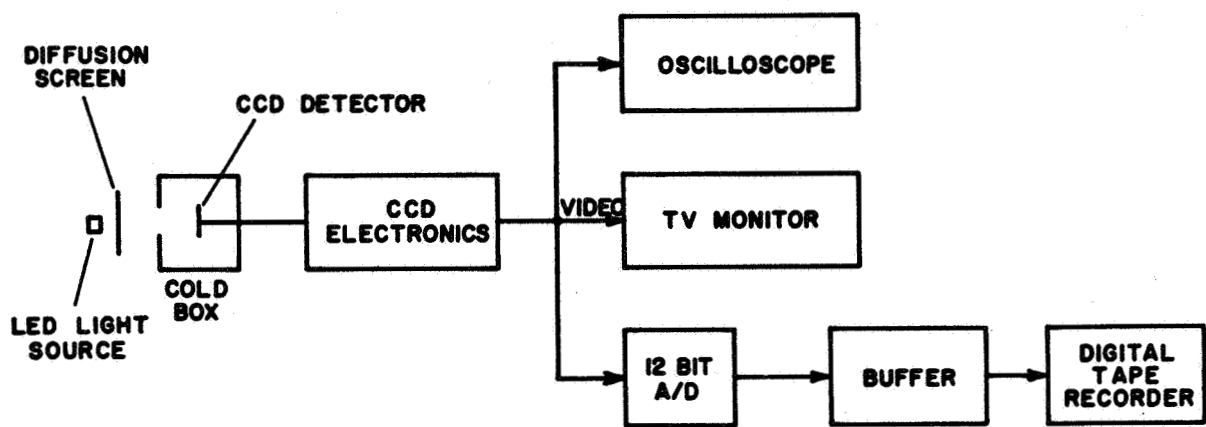 DIFFUSION
SCREEN
CCD DETECTOR
LED LIGHT
SOURCE
COLD
BOX
CCD
ELECTRONICS
VIDEO
OSCILLOSCOPE
TV MONITOR
12 BIT
A/D
BUFFER
DIGITAL
TAPE
RECORDER